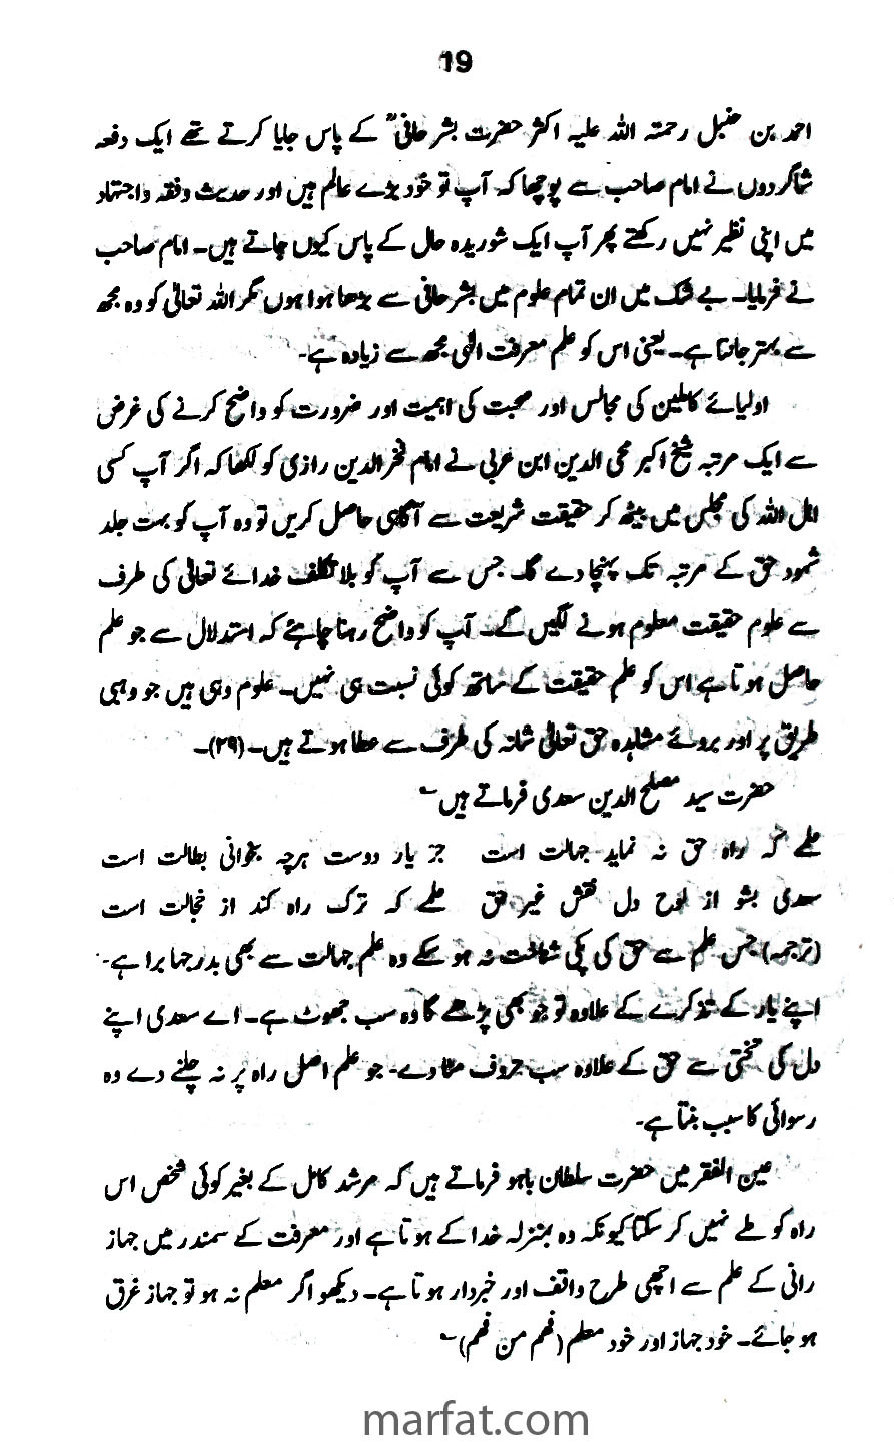 19
احمد بن حنبل رحمتہ اللہ علیہ اکثر حضرت بشر حافیؒ کے پاس جایا کرتے تھے ایک دفعہ
شاگردوں نے امام صاحب سے پوچھا کہ آپ تو خود بڑے عالم ہیں اور حدیث وفقہ واجتہاد
میں اپنی نظیر نہیں رکھتے پھر آپ ایک شوریدہ حال کے پاس کیوں جاتے ہیں۔ امام صاحب
نے فرمایا۔ بے شک میں ان تمام علوم میں بشر حافی سے بڑھا ہوا ہوں مگر اللہ تعالیٰ کو وہ مجھ
سے بہتر جانتا ہے۔ یعنی اس کو علم معرفت الٰہی مجھ سے زیادہ ہے۔
اولیائے کاملین کی مجالس اور صحبت کی اہمیت اور ضرورت کو واضح کرنے کی غرض
سے ایک مرتبہ شیخ اکبر محی الدین ابن عربی نے امام فخر الدین رازی کو لکھا کہ اگر آپ کسی
اہل اللہ کی مجلس میں بیٹھ کر حقیقت شریعت سے آگاہی حاصل کریں تو وہ آپ کو بہت جلد
شہود حق کے مرتبہ تک پہنچا دے گا۔ جس سے آپ کو بلا تکلف خدائے تعالیٰ کی طرف
سے علوم حقیقت معلوم ہونے لگیں گے۔ آپ کو واضح رہنا چاہئے کہ استدلال سے جو علم
حاصل ہوتا ہے اس کو علم حقیقت کے ساتھ کوئی نسبت ہی نہیں۔ علوم وہی ہیں جو وہبی
طریق پر اور بروئے مشاہدہ حق تعالیٰ شانہ کی طرف سے عطا ہوتے ہیں۔ (۲۹)۔
حضرت سید مصلح الدین سعدی فرماتے ہیں ؎
علمے کہ راہ حق نہ نماید جہالت است جز یار دوست ہرچہ بخوانی بطالت است
سعدی بشو از لوح دل نقش غیر حق علمے کہ ترک راہ کند از خجالت است
(ترجمہ) جس علم سے حق کی پکی شناخت نہ ہو سکے وہ علم جہالت سے بھی بدرجہا برا ہے۔
اپنے یار کے تذکرے کے علاوہ تو جو بھی پڑھے گا وہ سب جھوٹ ہے۔ اے سعدی اپنے
دل کی تختی سے حق کے علاوہ سب حروف مٹا دے۔ جو علم اصل راہ پر نہ چلنے دے وہ
رسوائی کا سبب بنتا ہے۔
عین الفقر میں حضرت سلطان باہو فرماتے ہیں کہ مرشد کامل کے بغیر کوئی شخص اس
راہ کو طے نہیں کر سکتا کیونکہ وہ بمنزلہ خدا کے ہوتا ہے اور معرفت کے سمندر میں جہاز
رانی کے علم سے اچھی طرح واقف اور خبردار ہوتا ہے۔ دیکھو اگر معلم نہ ہو تو جہاز غرق
ہو جائے۔ خود جہاز اور خود معلم (فھم من فھم) ؎
marfat.com